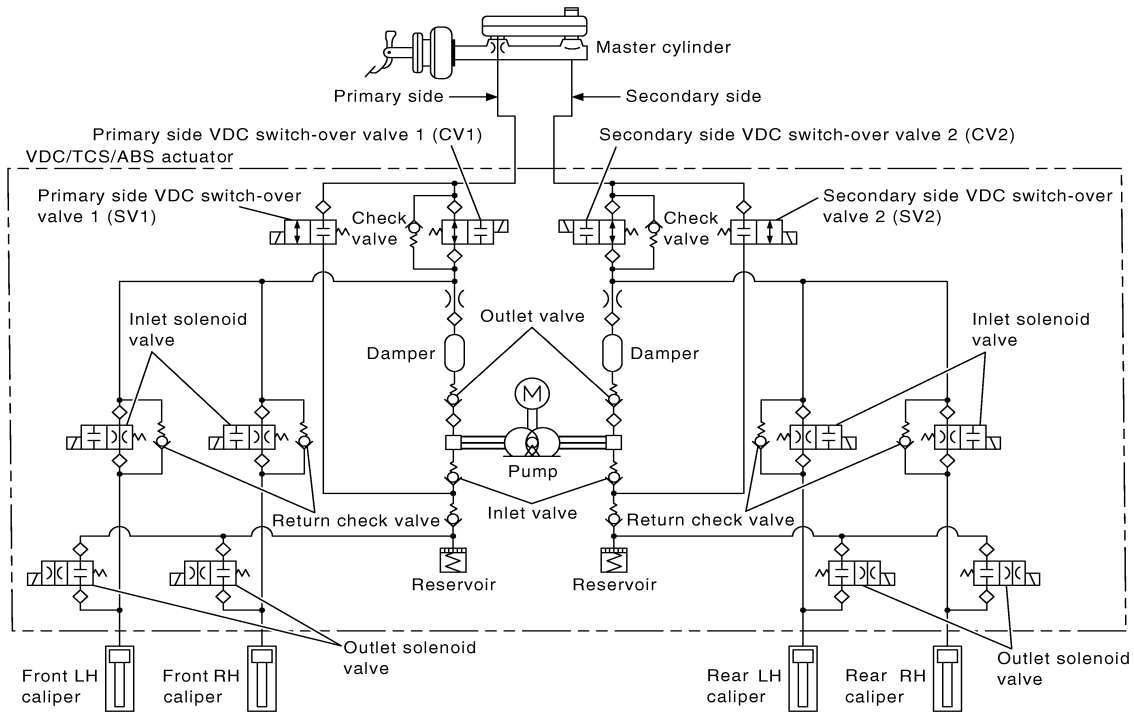 Master cylinder
Primary side
Secondary side
Primary side VDC switch-over valve 1 (CV1)
Secondary side VDC switch-over valve 2 (CV2)
VDC/TCS/ABS actuator
Primary side VDC switch-over
valve 1 (SV1)
Check
valve
Check
valve
Secondary side VDC switch-over
valve 2 (SV2)
Inlet solenoid
valve
Outlet valve
Inlet solenoid
valve
Damper
Damper
M
Pump
Return check valve
Inlet valve
Return check valve
Reservoir
Reservoir
Outlet solenoid
valve
Outlet solenoid
valve
Front LH
caliper
Front RH
caliper
Rear LH
caliper
Rear RH
caliper